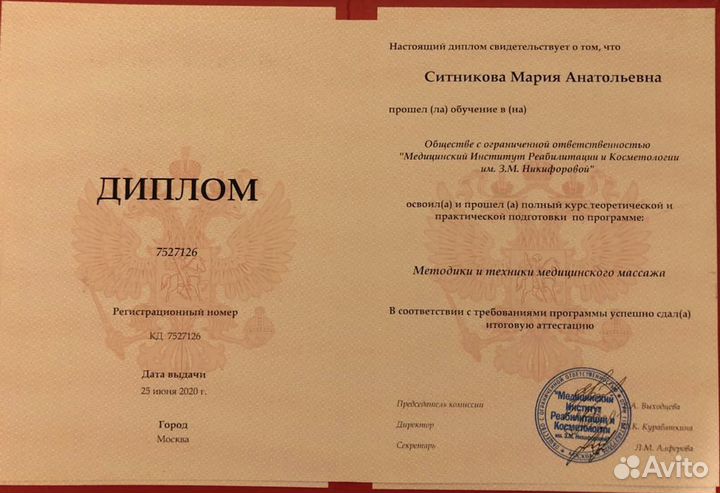 ДИПЛОМ
7527126
Регистрационный номер
КД 7527126
Дата выдачи
25 июня 2020 г.
Город
Москва
Настоящий диплом свидетельствует о том, что
Ситникова Мария Анатольевна
прошел (ла) обучение в (на)
Обществе с ограниченной ответственностью
"Медицинский Институт Реабилитации и Косметологии
им. З.М. Никифоровой"
освоил(а) и прошел (а) полный курс теоретической и
практической подготовки по программе:
Методики и техники медицинского массажа
В соответствии с требованиями программы успешно сдал(а)
итоговую аттестацию
Председатель комиссии
А. Выходцева
Директор
К.
Секретарь
Л.М. Алферова
"Медицинский
Институт
Реабилитации и
Косметологии
им. З.М. Никифоровой"
Avito